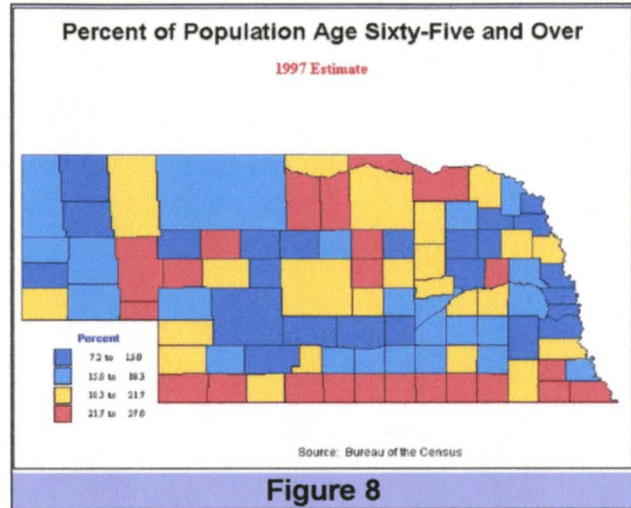 Percent of Population Age Sixty-Five and Over
1997 Estimate
Percent
7.2 to 15.0
15.0 to 18.3
18.3 to 21.7
21.7 to 27.0
Source: Bureau of the Census
Figure 8